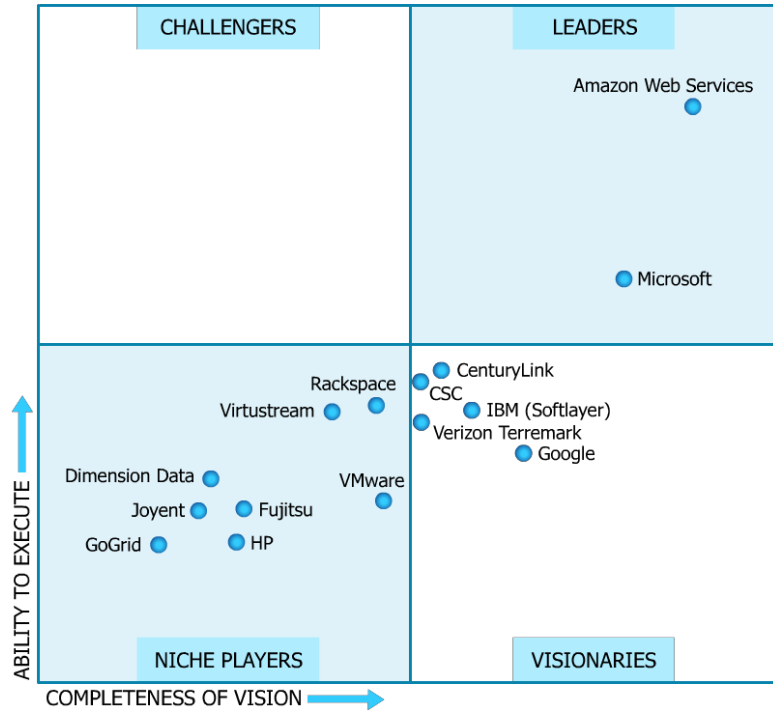 CHALLENGERS
LEADERS
Amazon Web Services
Microsoft
CenturyLink
Rackspace
CSC
Virtustream
IBM (Softlayer)
Verizon Terremark
Google
Dimension Data
VMware
Joyent
Fujitsu
GoGrid
HP
ABILITY TO EXECUTE
NICHE PLAYERS
VISIONARIES
COMPLETENESS OF VISION